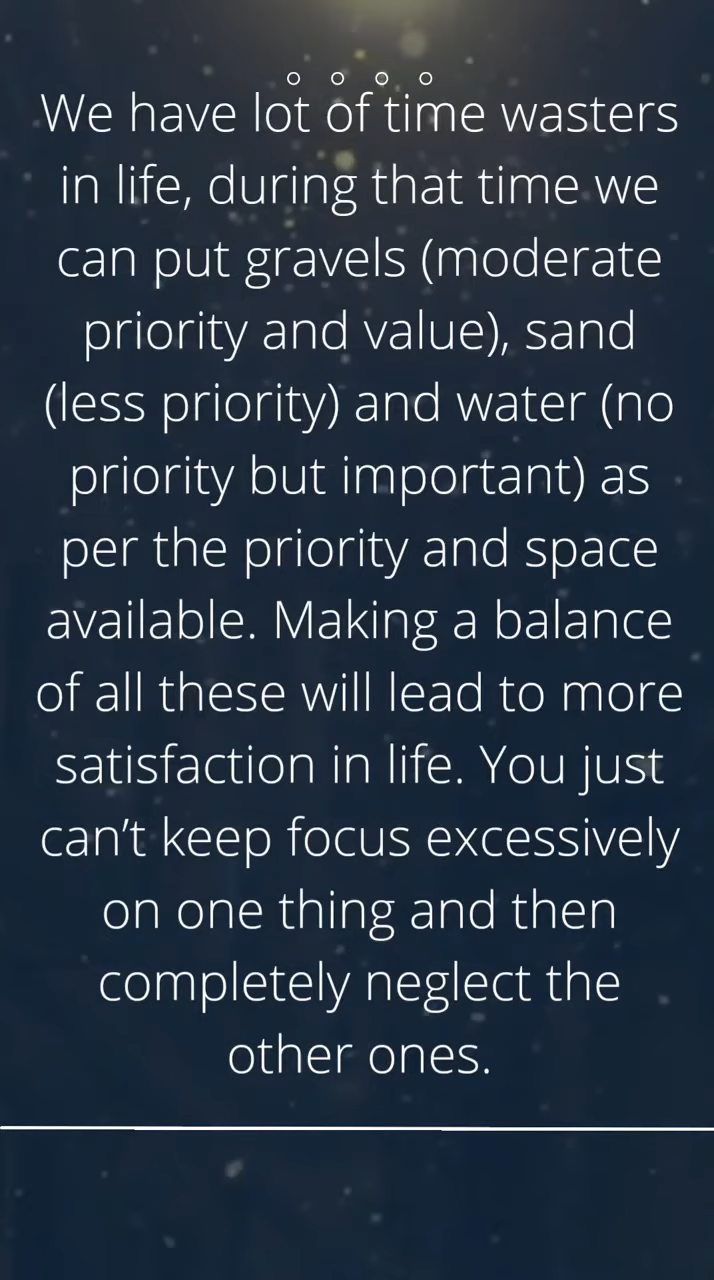 We have lot of time wasters
in life, during that time we
can put gravels (moderate
priority and value), sand
(less priority) and water (no
priority but important) as
per the priority and space
available. Making a balance
of all these will lead to more
satisfaction in life. You just
can’t keep focus excessively
on one thing and then
completely neglect the
other ones.